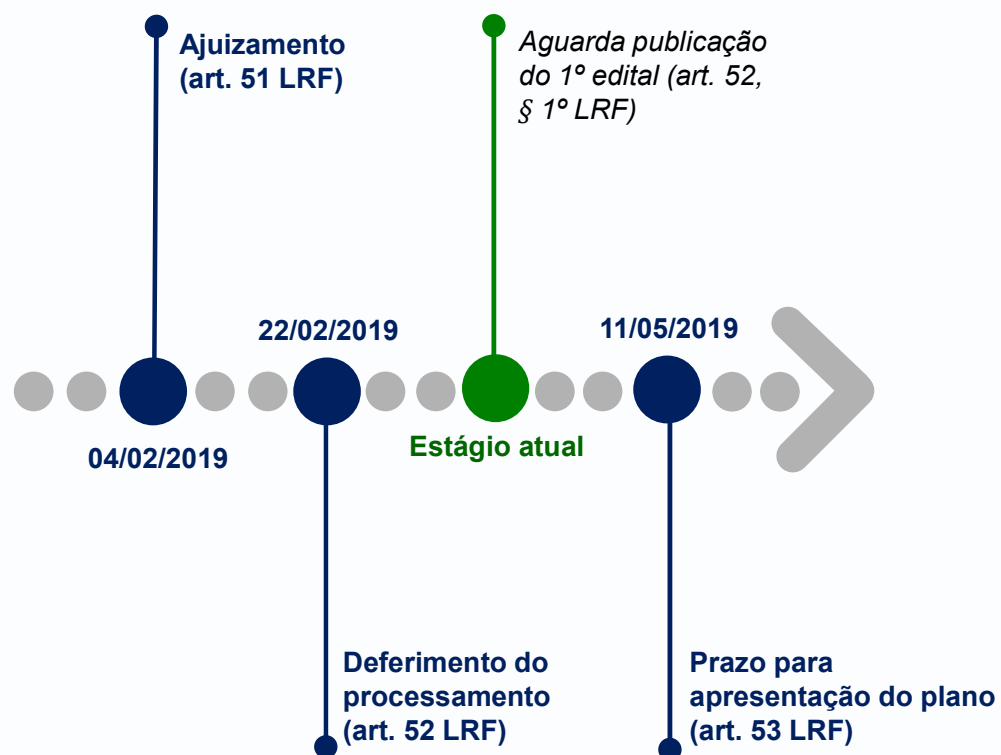 Ajuizamento
(art. 51 LRF)
Aguarda publicação
do 1º edital (art. 52,
§ 1º LRF)
22/02/2019
11/05/2019
04/02/2019
Estágio atual
Deferimento do
processamento
(art. 52 LRF)
Prazo para
apresentação do plano
(art. 53 LRF)